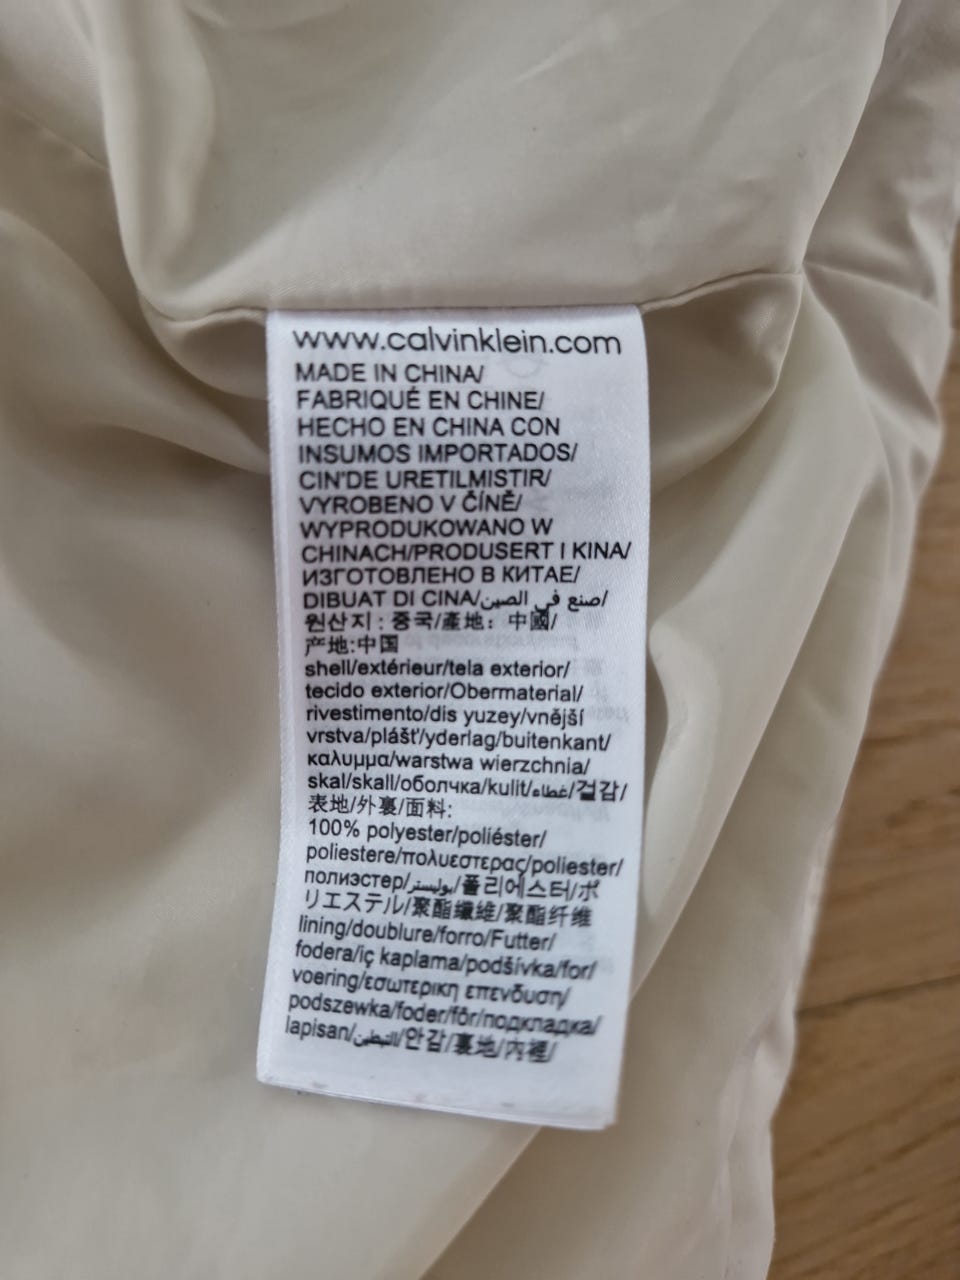 www.calvinklein.com
MADE IN CHINA/
FABRIQUÉ EN CHINE/
HECHO EN CHINA CON
INSUMOS IMPORTADOS/
CIN'DE URETILMISTIR/
VYROBENO V ČÍNĚ/
WYPRODUKOWANO W
CHINACH/PRODUSERT I KINA/
ИЗГОТОВЛЕНО В КИТАЕ/
DIBUAT DI CINA/صنع في الصين/
원산지 : 중국/產地：中國/
产地:中国
shell/extérieur/tela exterior/
tecido exterior/Obermaterial/
rivestimento/dis yuzey/vnější
vrstva/plášt'/yderlag/buitenkant/
καλυμμα/warstwa wierzchnia/
skal/skall/оболчка/kulit/غطاء/겉감/
表地/外裏/面料:
100% polyester/poliéster/
poliestere/πολυεστερας/poliester/
полиэстер/بوليستر/폴리에스터/ポ
リエステル/聚酯纖維/聚酯纤维
lining/doublure/forro/Futter/
fodera/iç kaplama/podšívka/for/
voering/εσωτερικη επενδυση/
podszewka/foder/fôr/подкладка/
lapisan/التبطين/안감/裏地/內裡/